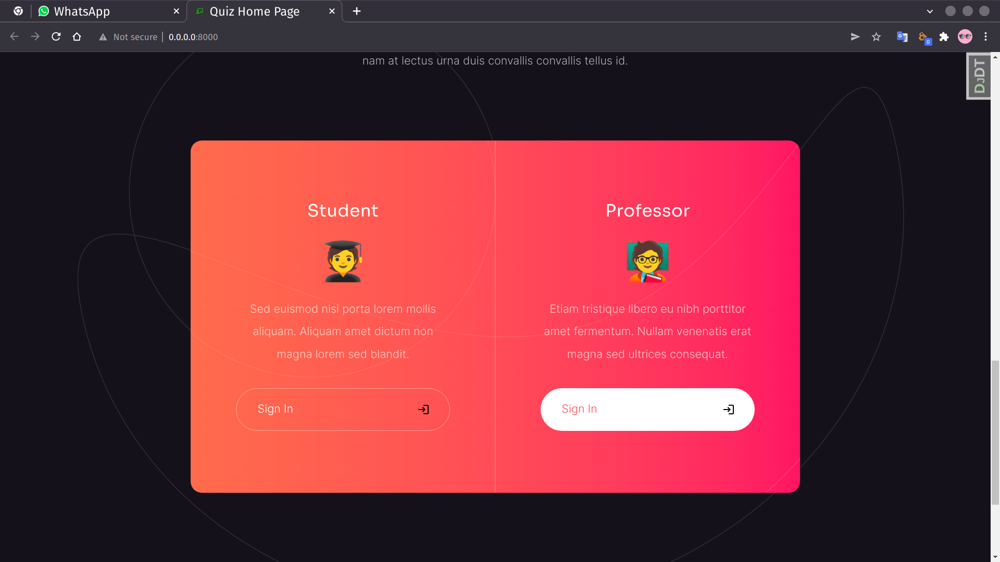 WhatsApp
Quiz Home Page
Not secure
0.0.0.0:8000
0
nam at lectus urna duis convallis convallis tellus id.
DJDT
Student
Sed euismod nisi porta lorem mollis
aliquam. Aliquam amet dictum non
magna lorem sed blandit.
Sign In
Professor
Etiam tristique libero eu nibh porttitor
amet fermentum. Nullam venenatis erat
magna sed ultrices consequat.
Sign In